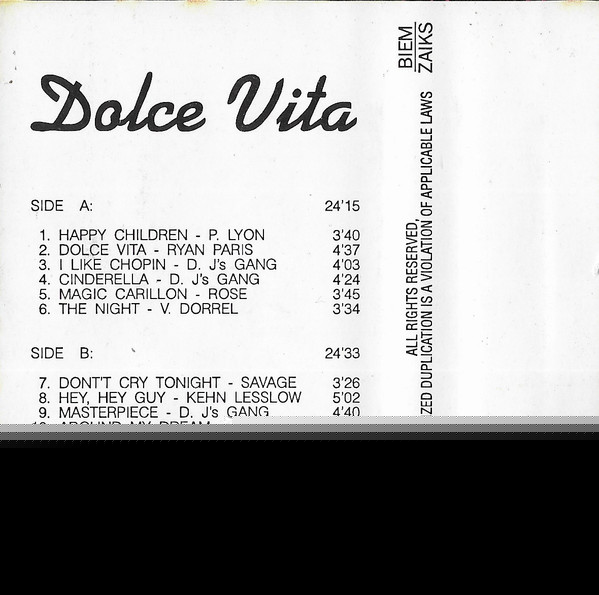 Dolce Vita
SIDE A: 24'15
1. HAPPY CHILDREN - P. LYON 3'40
2. DOLCE VITA - RYAN PARIS 4'37
3. I LIKE CHOPIN - D. J's GANG 4'03
4. CINDERELLA - D. J's GANG 4'24
5. MAGIC CARILLON - ROSE 3'45
6. THE NIGHT - V. DORREL 3'34
SIDE B: 24'33
7. DONT'T CRY TONIGHT - SAVAGE 3'26
8. HEY, HEY GUY - KEHN LESSLOW 5'02
9. MASTERPIECE - D. J's GANG 4'40
10. AROUND MY DREAM
BIEM
ZAIKS
ALL RIGHTS RESERVED,
ZED DUPLICATION IS A VIOLATION OF APPLICABLE LAWS